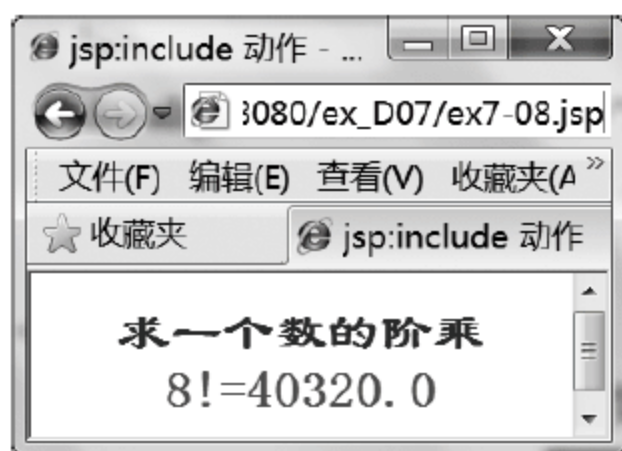 jsp:include 动作 - ...
3080/ex_D07/ex7-08.jsp
文件(F) 编辑(E) 查看(V) 收藏夹(A »
收藏夹 jsp:include 动作
求一个数的阶乘
8!=40320.0